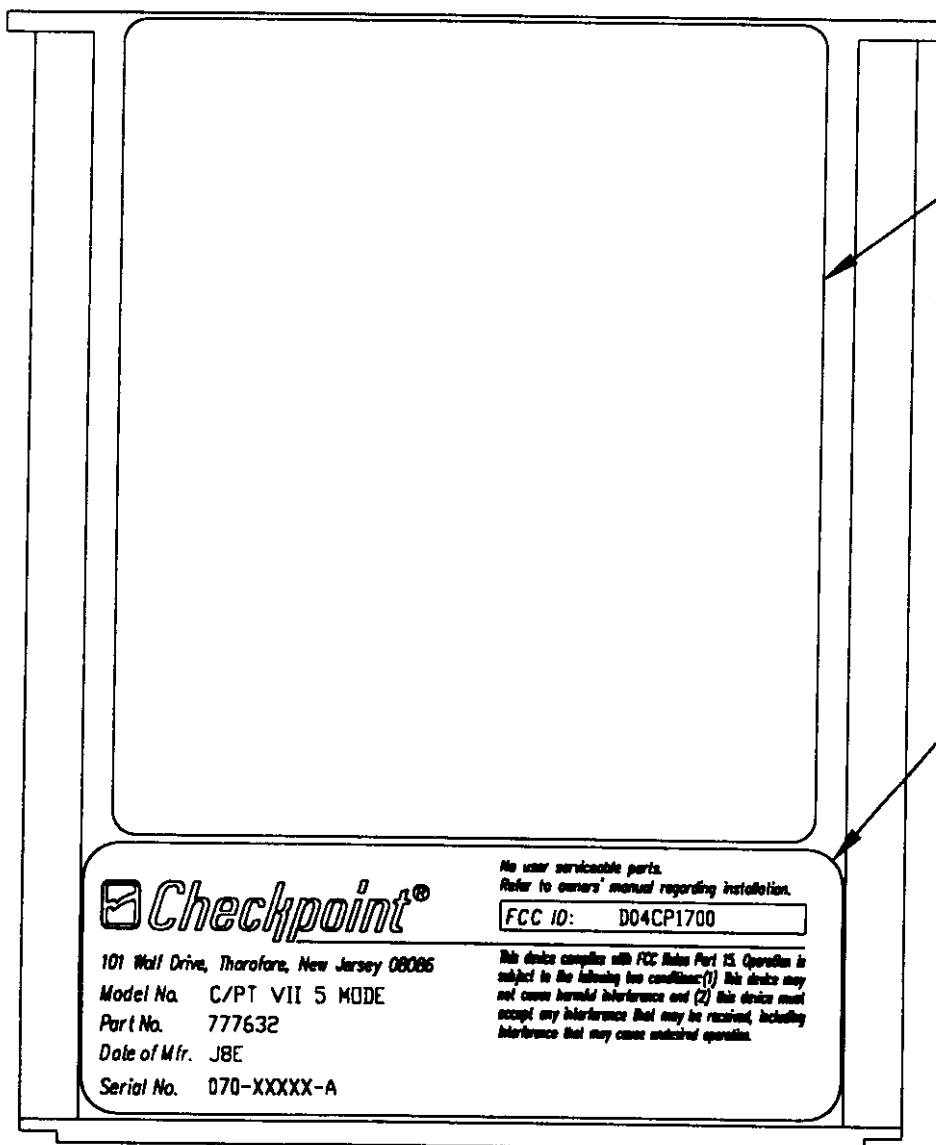 Checkpoint®
101 Wolf Drive, Thorofare, New Jersey 08086
Model No. C/PT VII 5 MODE
Part No. 777632
Date of Mfr. J8E
Serial No. 070-XXXXX-A
No user serviceable parts.
Refer to owners' manual regarding installation.
FCC ID: D04CP1700
This device complies with FCC Rules Part 15. Operation is
subject to the following two conditions:(1) This device may
not cause harmful interference and (2) this device must
accept any interference that may be received, including
interference that may cause undesired operation.